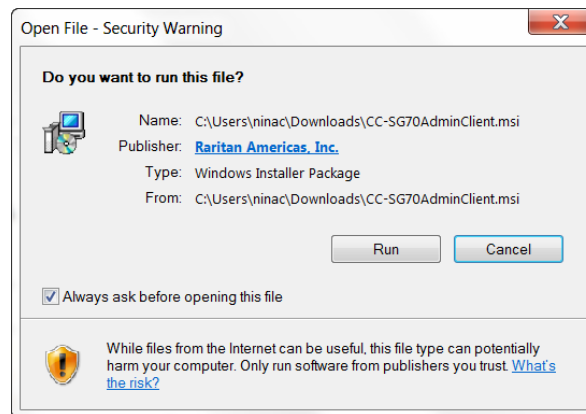 Open File - Security Warning
Do you want to run this file?
Name: C:\Users\ninac\Downloads\CC-SG70AdminClient.msi
Publisher: Raritan Americas, Inc.
Type: Windows Installer Package
From: C:\Users\ninac\Downloads\CC-SG70AdminClient.msi
Run Cancel
Always ask before opening this file
While files from the Internet can be useful, this file type can potentially
harm your computer. Only run software from publishers you trust. What's
the risk?